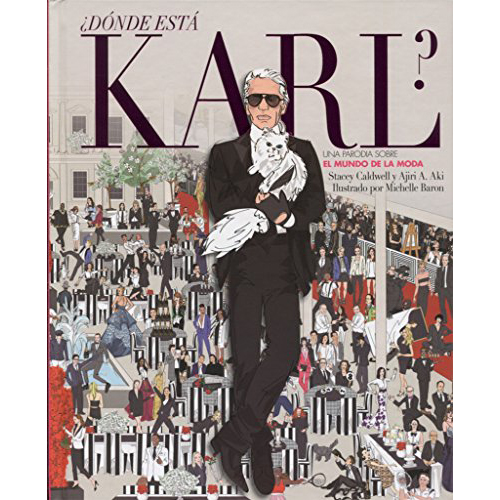 ¿DÓNDE ESTÁ
KARL?
UNA PARODIA SOBRE
EL MUNDO DE LA MODA
Stacey Caldwell y Ajiri A. Aki
Ilustrado por Michelle Baron